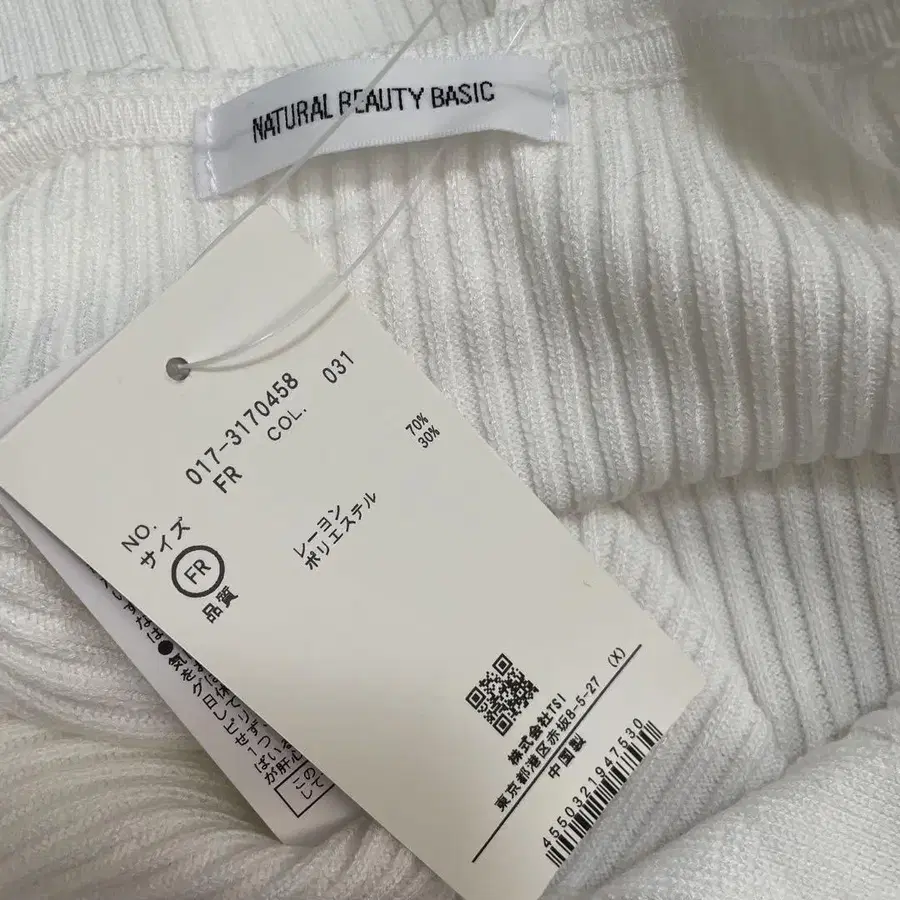 NATURAL BEAUTY BASIC
NO. 017-3170458
サイズ FR COL. 031
FR
品質 レーヨン 70%
ポリエステル 30%
株式会社TSI
東京都港区赤坂8-5-27 (X)
中国製
4550321947530